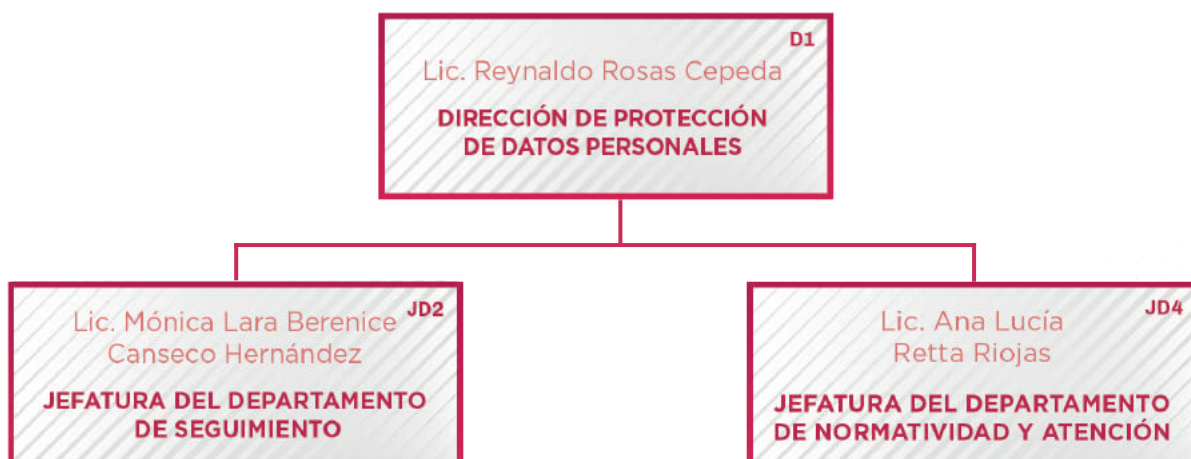 D1
Lic. Reynaldo Rosas Cepeda
DIRECCIÓN DE PROTECCIÓN
DE DATOS PERSONALES
JD2
Lic. Mónica Lara Berenice
Canseco Hernández
JEFATURA DEL DEPARTAMENTO
DE SEGUIMIENTO
JD4
Lic. Ana Lucía
Retta Riojas
JEFATURA DEL DEPARTAMENTO
DE NORMATIVIDAD Y ATENCIÓN